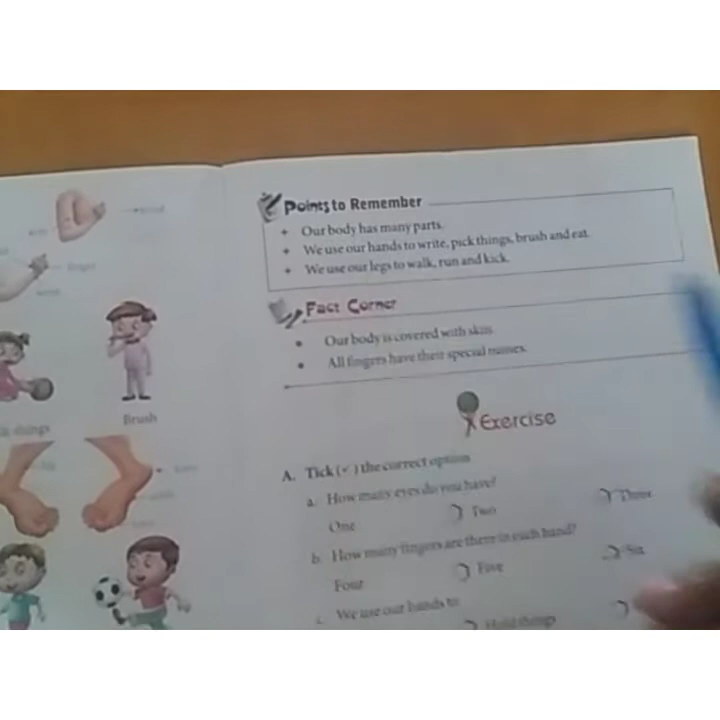 Brush
Points to Remember
Our body has many parts.
We use our hands to write, pick things, brush and eat.
We use our legs to walk, run and kick.
Fact Corner
Our body is covered with skin.
All fingers have their special names.
Exercise
A. Tick (✓) the correct option
a. How many eyes do you have?
One Two Three
b. How many fingers are there in each hand?
Four Five Six
c. We use our hands to
Hold things